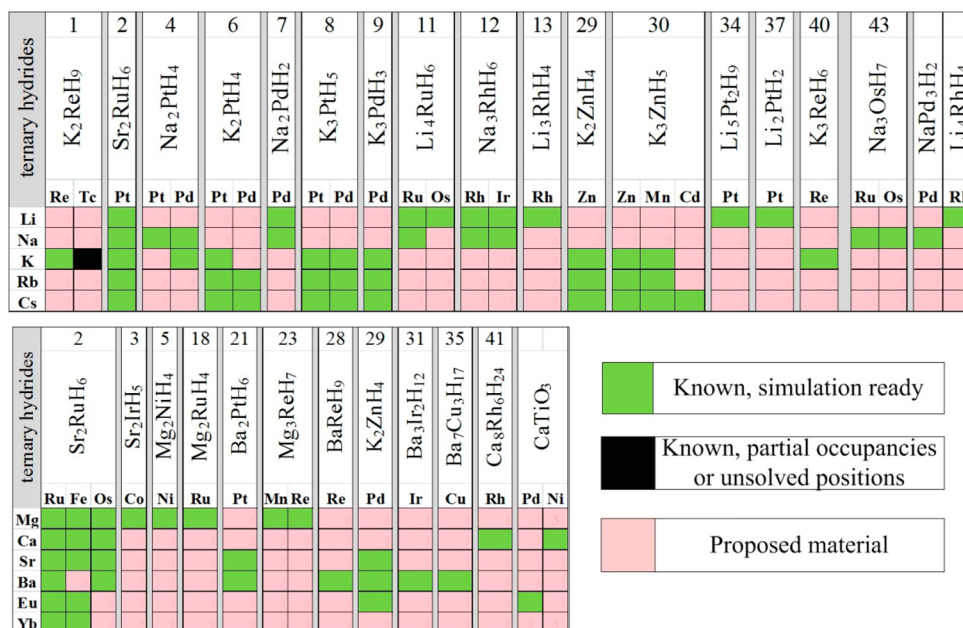 1 2 4 6 7 8 9 11 12 13 29 30 34 37 40 43
ternary hydrides K₂ReH₉ Sr₂RuH₆ Na₂PtH₄ K₂PtH₄ Na₂PdH₂ K₃PtH₅ K₃PdH₃ Li₄RuH₆ Na₃RhH₆ Li₃RhH₄ K₂ZnH₄ K₃ZnH₅ Li₅Pt₂H₉ Li₂PtH₂ K₃ReH₆ Na₃OsH₇ NaPd₃H₂ Li₄RhH₄
Re Tc Pt Pt Pd Pt Pd Pd Pt Pd Pd Ru Os Rh Ir Rh Zn Zn Mn Cd Pt Pt Re Ru Os Pd
Li
Na
K
Rb
Cs
2 3 5 18 21 23 28 29 31 35 41
ternary hydrides Sr₂RuH₆ Sr₂IrH₅ Mg₂NiH₄ Mg₂RuH₄ Ba₂PtH₆ Mg₃ReH₇ BaReH₉ K₂ZnH₄ Ba₃Ir₂H₁₂ Ba₇Cu₃H₁₇ Ca₈Rh₆H₂₄ CaTiO₃
Ru Fe Os Co Ni Ru Pt Mn Re Re Pd Ir Cu Rh Pd Ni
Mg
Ca
Sr
Ba
Eu
Yb
Known, simulation ready
Known, partial occupancies
or unsolved positions
Proposed material